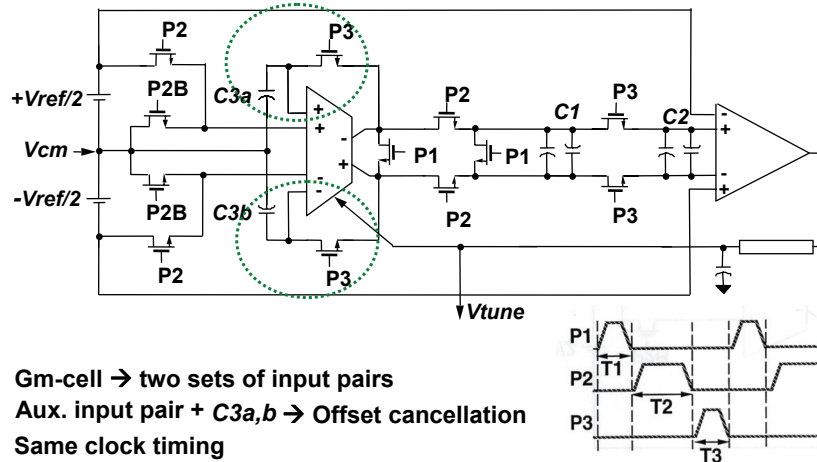 P2
P3
+Vref/2
P2B
C3a
+
+
-
+
-
-
P2
C1
P3
C2
-
+
-
+
Vcm
P1
P1
-Vref/2
P2B
C3b
P2
P3
P2
P3
Vtune
P1
T1
P2
T2
P3
T3
Gm-cell → two sets of input pairs
Aux. input pair + C3a,b → Offset cancellation
Same clock timing